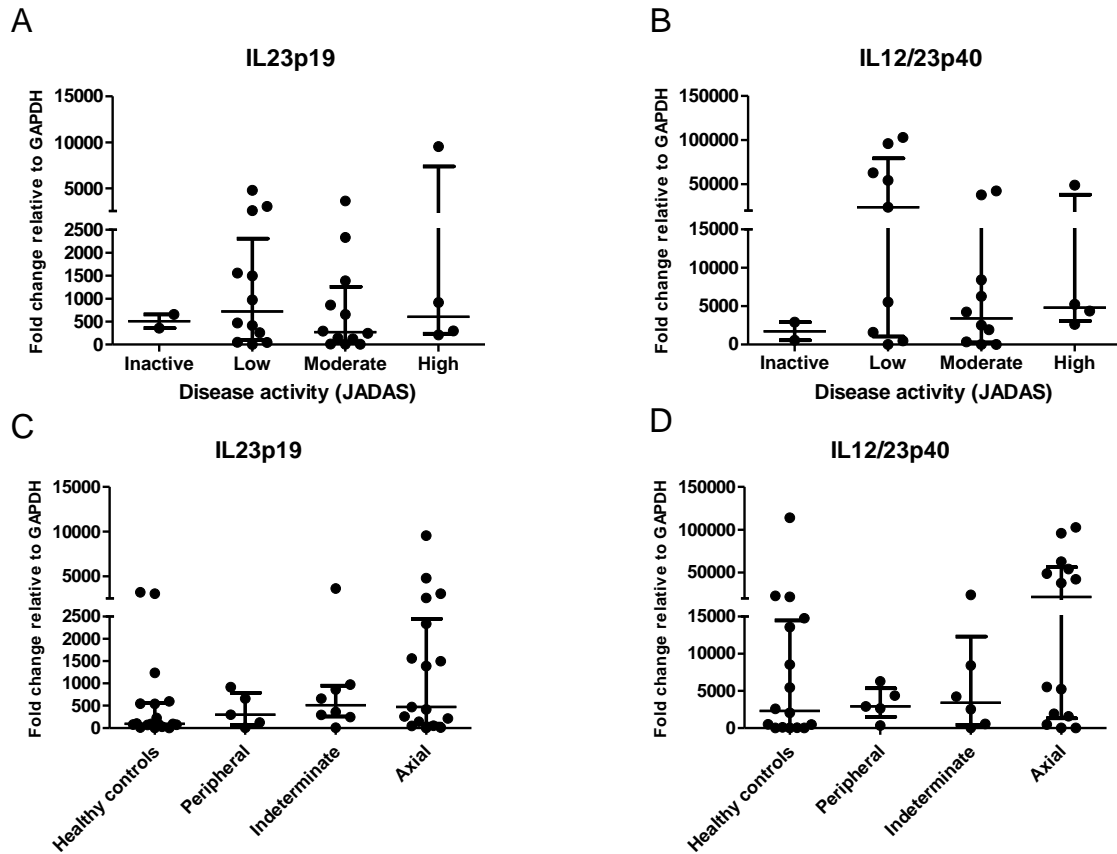 A
IL23p19
Fold change relative to GAPDH
15000
10000
5000
2500
2000
1500
1000
500
0
Inactive Low Moderate High
Disease activity (JADAS)
B
IL12/23p40
Fold change relative to GAPDH
150000
100000
50000
15000
10000
5000
0
Inactive Low Moderate High
Disease activity (JADAS)
C
IL23p19
Fold change relative to GAPDH
15000
10000
5000
2500
2000
1500
1000
500
0
Healthy controls
Peripheral
Indeterminate
Axial
D
IL12/23p40
Fold change relative to GAPDH
150000
100000
50000
15000
10000
5000
0
Healthy controls
Peripheral
Indeterminate
Axial